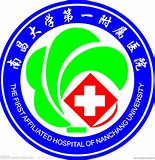 南昌大学第一附属医院
THE FIRST AFFILIATED HOSPITAL OF NANCHANG UNIVERSITY